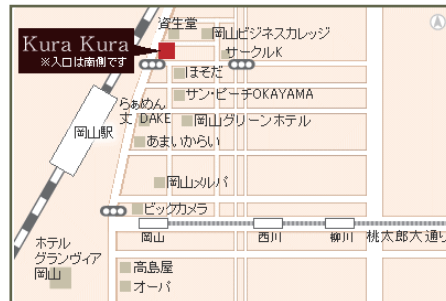 資生堂
岡山ビジネスカレッジ
Kura Kura
※入口は南側です
サークルK
ほそだ
サン・ピーチOKAYAMA
らぁめん
丈 DAKE
岡山グリーンホテル
岡山駅
あまいからい
岡山メルパ
ビックカメラ
岡山
西川
柳川
桃太郎大通り
ホテル
グランヴィア
岡山
高島屋
オーパ